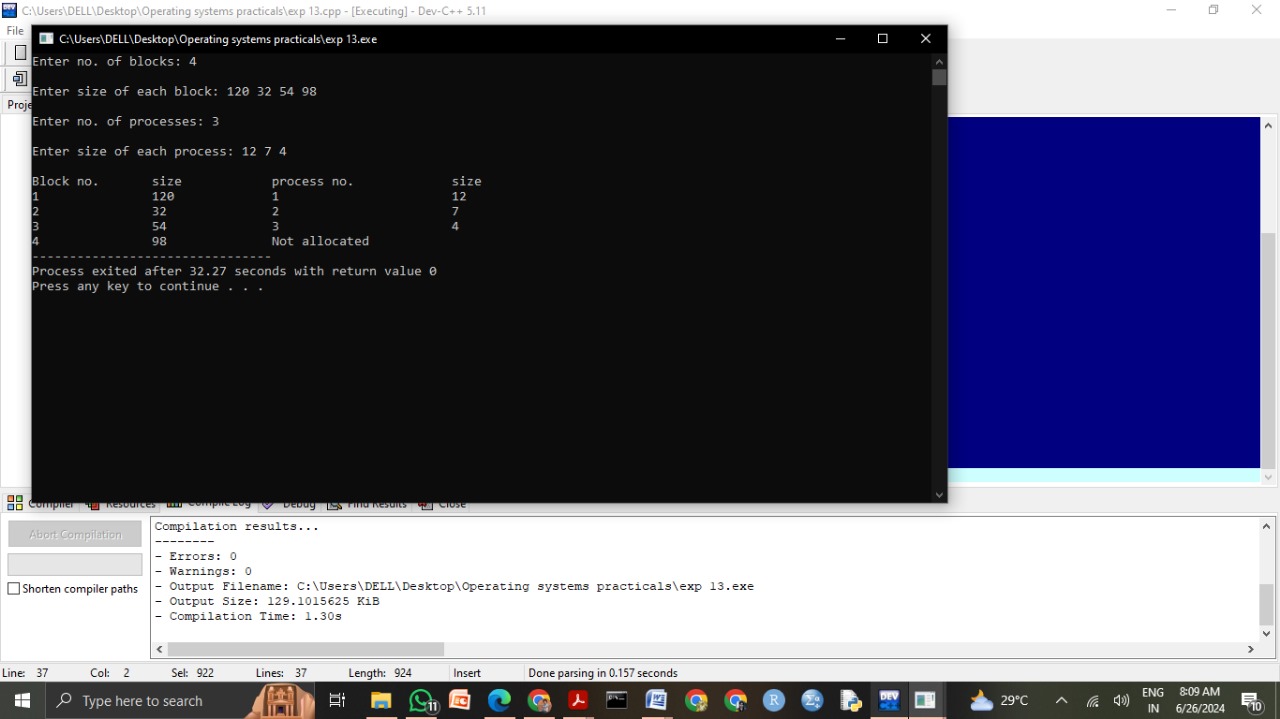 C:\Users\DELL\Desktop\Operating systems practicals\exp 13.cpp - [Executing] - Dev-C++ 5.11
File
C:\Users\DELL\Desktop\Operating systems practicals\exp 13.exe
Enter no. of blocks: 4
Enter size of each block: 120 32 54 98
Proje
Enter no. of processes: 3
Enter size of each process: 12 7 4
Block no. size process no. size
1 120 1 12
2 32 2 7
3 54 3 4
4 98 Not allocated
--------------------------------
Process exited after 32.27 seconds with return value 0
Press any key to continue . . .
Compiler Resources Compile Log Debug Find Results Close
Abort Compilation
Shorten compiler paths
Compilation results...
--------
- Errors: 0
- Warnings: 0
- Output Filename: C:\Users\DELL\Desktop\Operating systems practicals\exp 13.exe
- Output Size: 129.1015625 KiB
- Compilation Time: 1.30s
Line: 37 Col: 2 Sel: 922 Lines: 37 Length: 924 Insert Done parsing in 0.157 seconds
Type here to search
11
R
DEV
29°C
ENG
IN
8:09 AM
6/26/2024
10